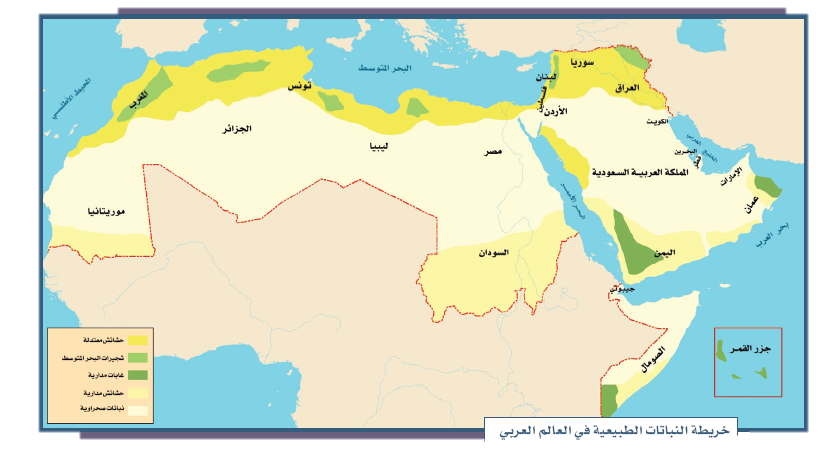 المحيط الأطلسي
البحر المتوسط
المغرب
تونس
الجزائر
ليبيا
مصر
موريتانيا
السودان
سوريا
لبنان
فلسطين
العراق
الأردن
الكويت
الخليج العربي
البحرين
قطر
الامارات
المملكة العربية السعودية
البحر الأحمر
عمان
بحر العرب
اليمن
جيبوتي
الصومال
جزر القمر
حشائش معتدلة
شجيرات البحر المتوسط
غابات مدارية
حشائش مدارية
نباتات صحراوية
خريطة النباتات الطبيعية في العالم العربي